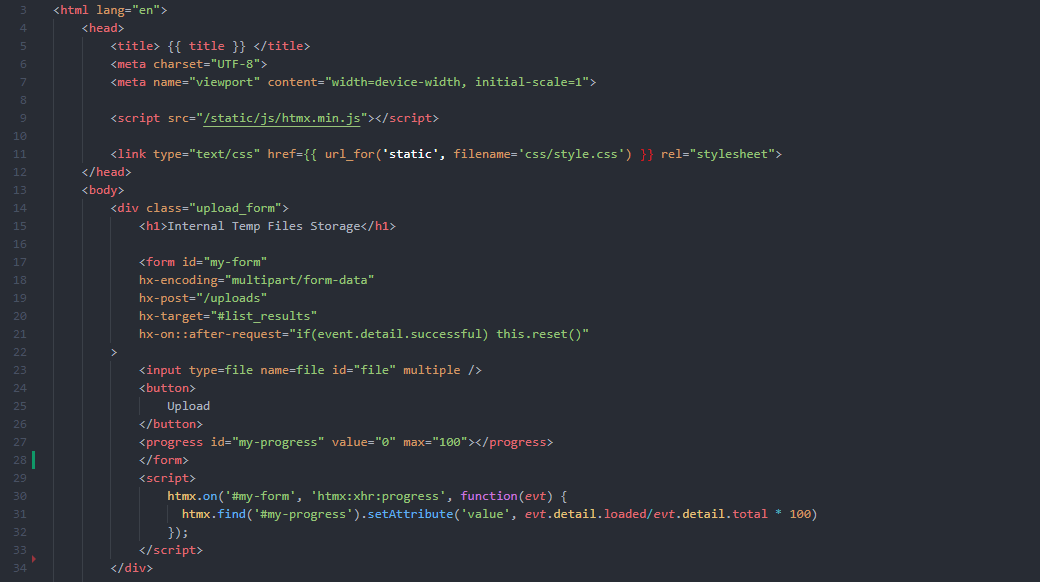 3 <html lang="en">
4 <head>
5 <title> {{ title }} </title>
6 <meta charset="UTF-8">
7 <meta name="viewport" content="width=device-width, initial-scale=1">
8
9 <script src="/static/js/htmx.min.js"></script>
10
11 <link type="text/css" href={{ url_for('static', filename='css/style.css') }} rel="stylesheet">
12 </head>
13 <body>
14 <div class="upload_form">
15 <h1>Internal Temp Files Storage</h1>
16
17 <form id="my-form"
18 hx-encoding="multipart/form-data"
19 hx-post="/uploads"
20 hx-target="#list_results"
21 hx-on::after-request="if(event.detail.successful) this.reset()"
22 >
23 <input type=file name=file id="file" multiple />
24 <button>
25 Upload
26 </button>
27 <progress id="my-progress" value="0" max="100"></progress>
28 </form>
29 <script>
30 htmx.on('#my-form', 'htmx:xhr:progress', function(evt) {
31 htmx.find('#my-progress').setAttribute('value', evt.detail.loaded/evt.detail.total * 100)
32 });
33 </script>
34 </div>